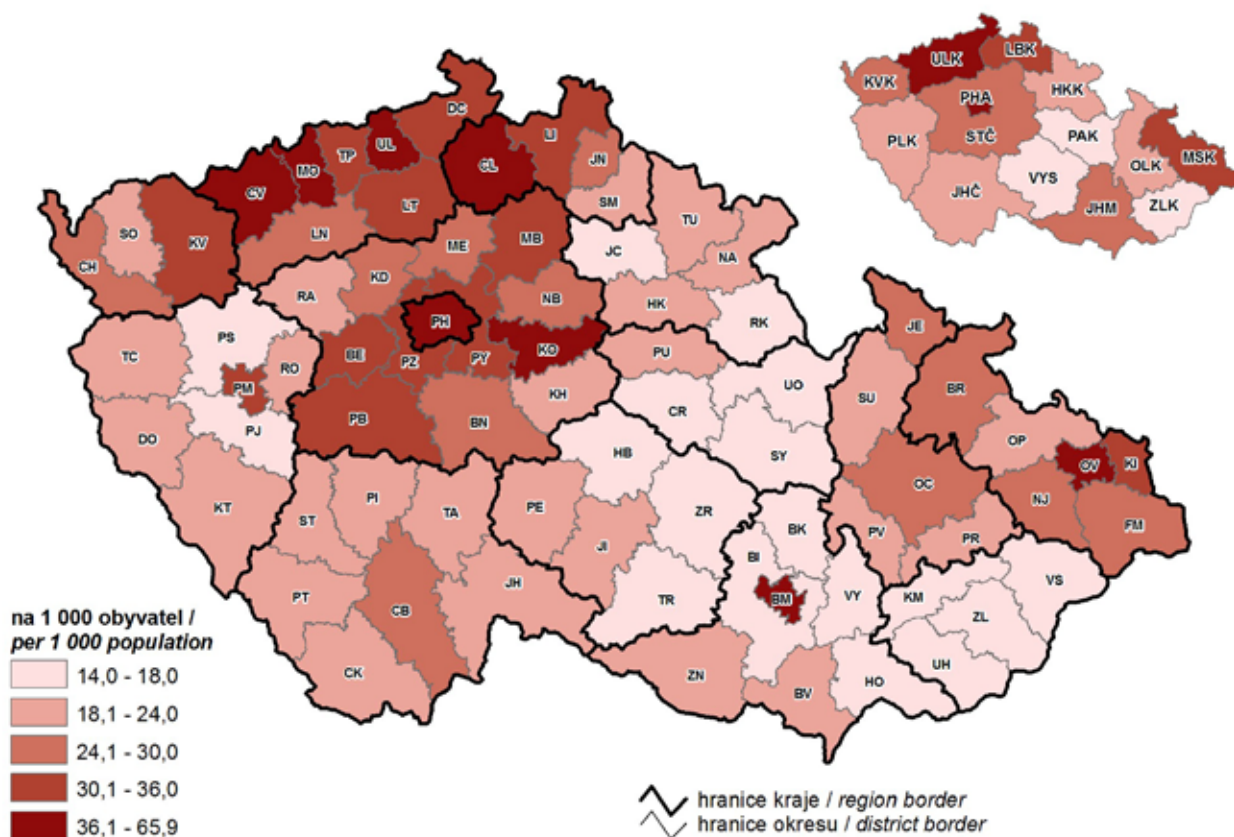 ULK
LBK
KVK
HKK
PHA
STČ
PAK
PLK
MSK
OLK
VYS
JHČ
JHM
ZLK
DC
LI
UL
TP
MO
CL
JN
CV
LT
SM
SO
KV
LN
ME
MB
TU
CH
JC
NA
KD
RA
NB
HK
PS
PH
RK
JE
TC
RO
BE
PZ
PY
KO
PU
PM
UO
BR
KH
SU
PB
BN
CR
DO
PJ
OP
HB
SY
OV
KI
OC
NJ
KT
ST
PI
TA
PE
ZR
FM
JI
BK
PV
PR
BI
VS
PT
CB
JH
TR
BM
VY
KM
ZL
CK
ZN
BV
HO
UH
na 1 000 obyvatel /
per 1 000 population
14,0 - 18,0
18,1 - 24,0
24,1 - 30,0
30,1 - 36,0
36,1 - 65,9
hranice kraje / region border
hranice okresu / district border